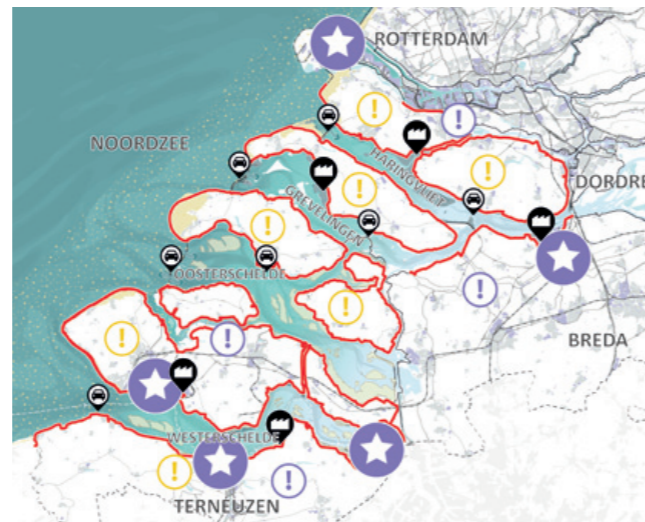 ROTTERDAM
NOORDZEE
HARINGVLIET
DORDRE
GREVELINGEN
OOSTERSCHELDE
BREDA
WESTERSCHELDE
TERNEUZEN